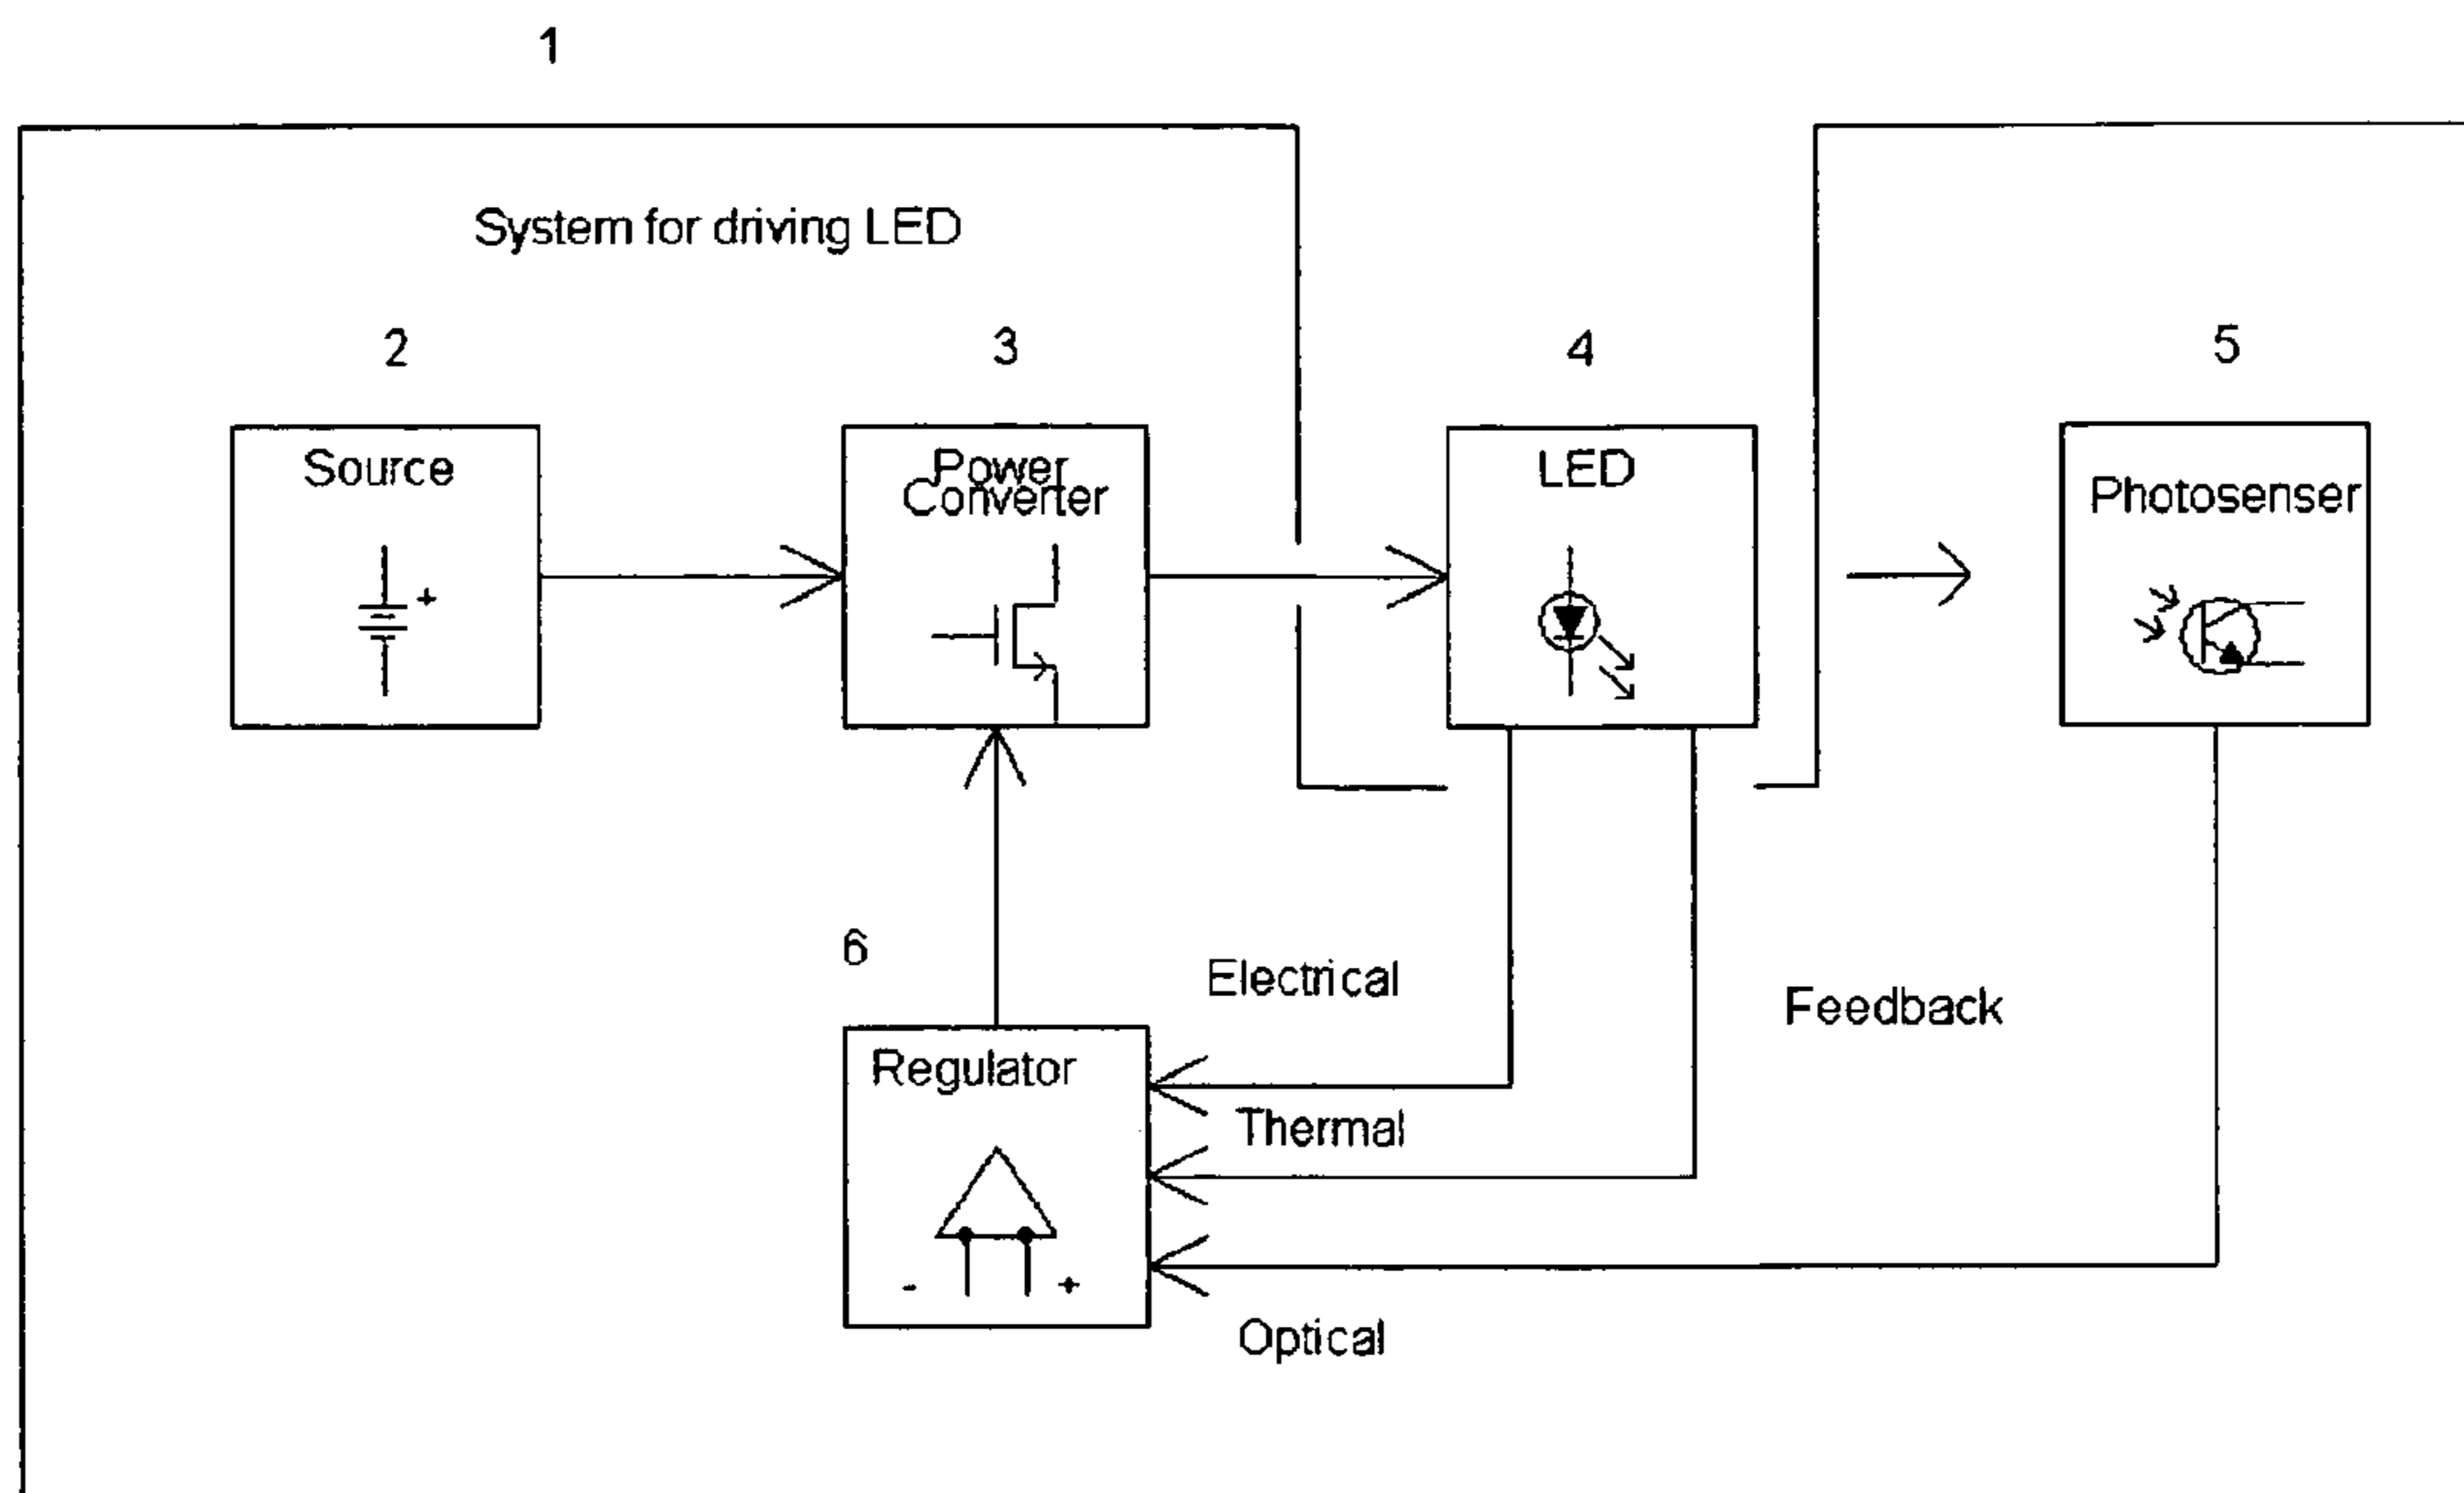 1
System for driving LED
2
3
4
5
Source
Power
Converter
LED
Photosenser
+
6
Electrical
Feedback
Regulator
Thermal
- +
Optical